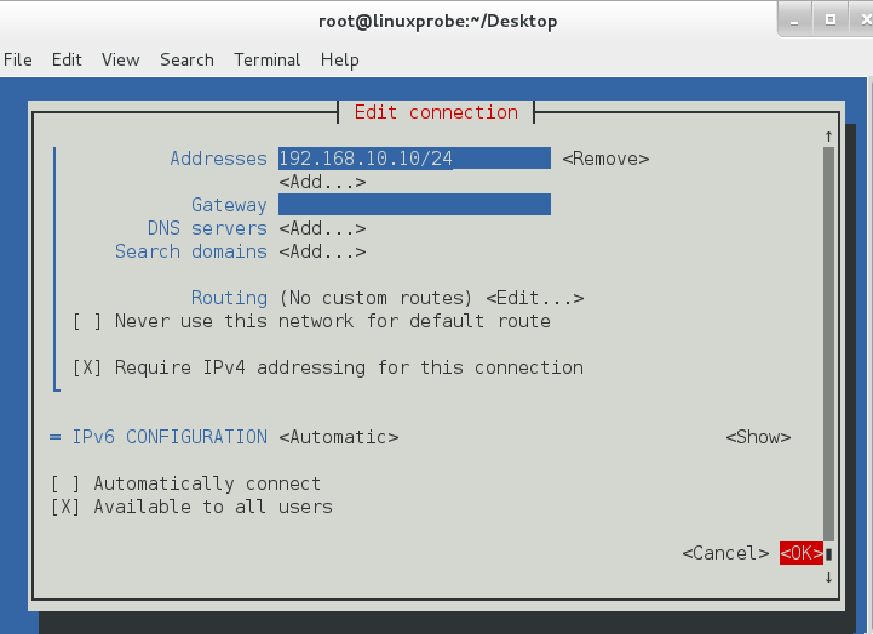 root@linuxprobe:~/Desktop
File Edit View Search Terminal Help
Edit connection
Addresses 192.168.10.10/24 <Remove>
<Add...>
Gateway
DNS servers <Add...>
Search domains <Add...>
Routing (No custom routes) <Edit...>
[ ] Never use this network for default route
[X] Require IPv4 addressing for this connection
= IPv6 CONFIGURATION <Automatic> <Show>
[ ] Automatically connect
[X] Available to all users
<Cancel> <OK>